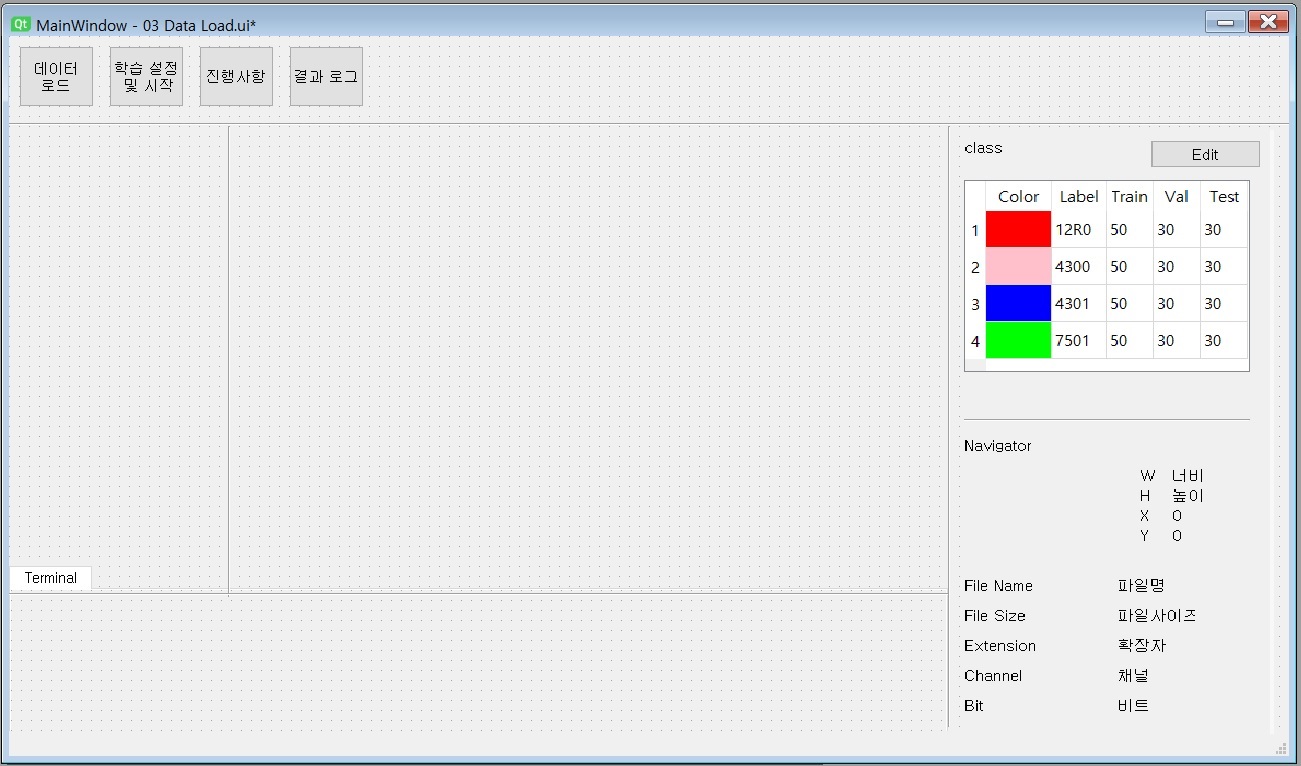 Qt MainWindow - 03 Data Load.ui*
데이터
로드
학습 설정
및 시작
진행사항
결과 로그
class
Edit
Color Label Train Val Test
1 12R0 50 30 30
2 4300 50 30 30
3 4301 50 30 30
4 7501 50 30 30
Navigator
W 너비
H 높이
X 0
Y 0
Terminal
File Name 파일명
File Size 파일사이즈
Extension 확장자
Channel 채널
Bit 비트